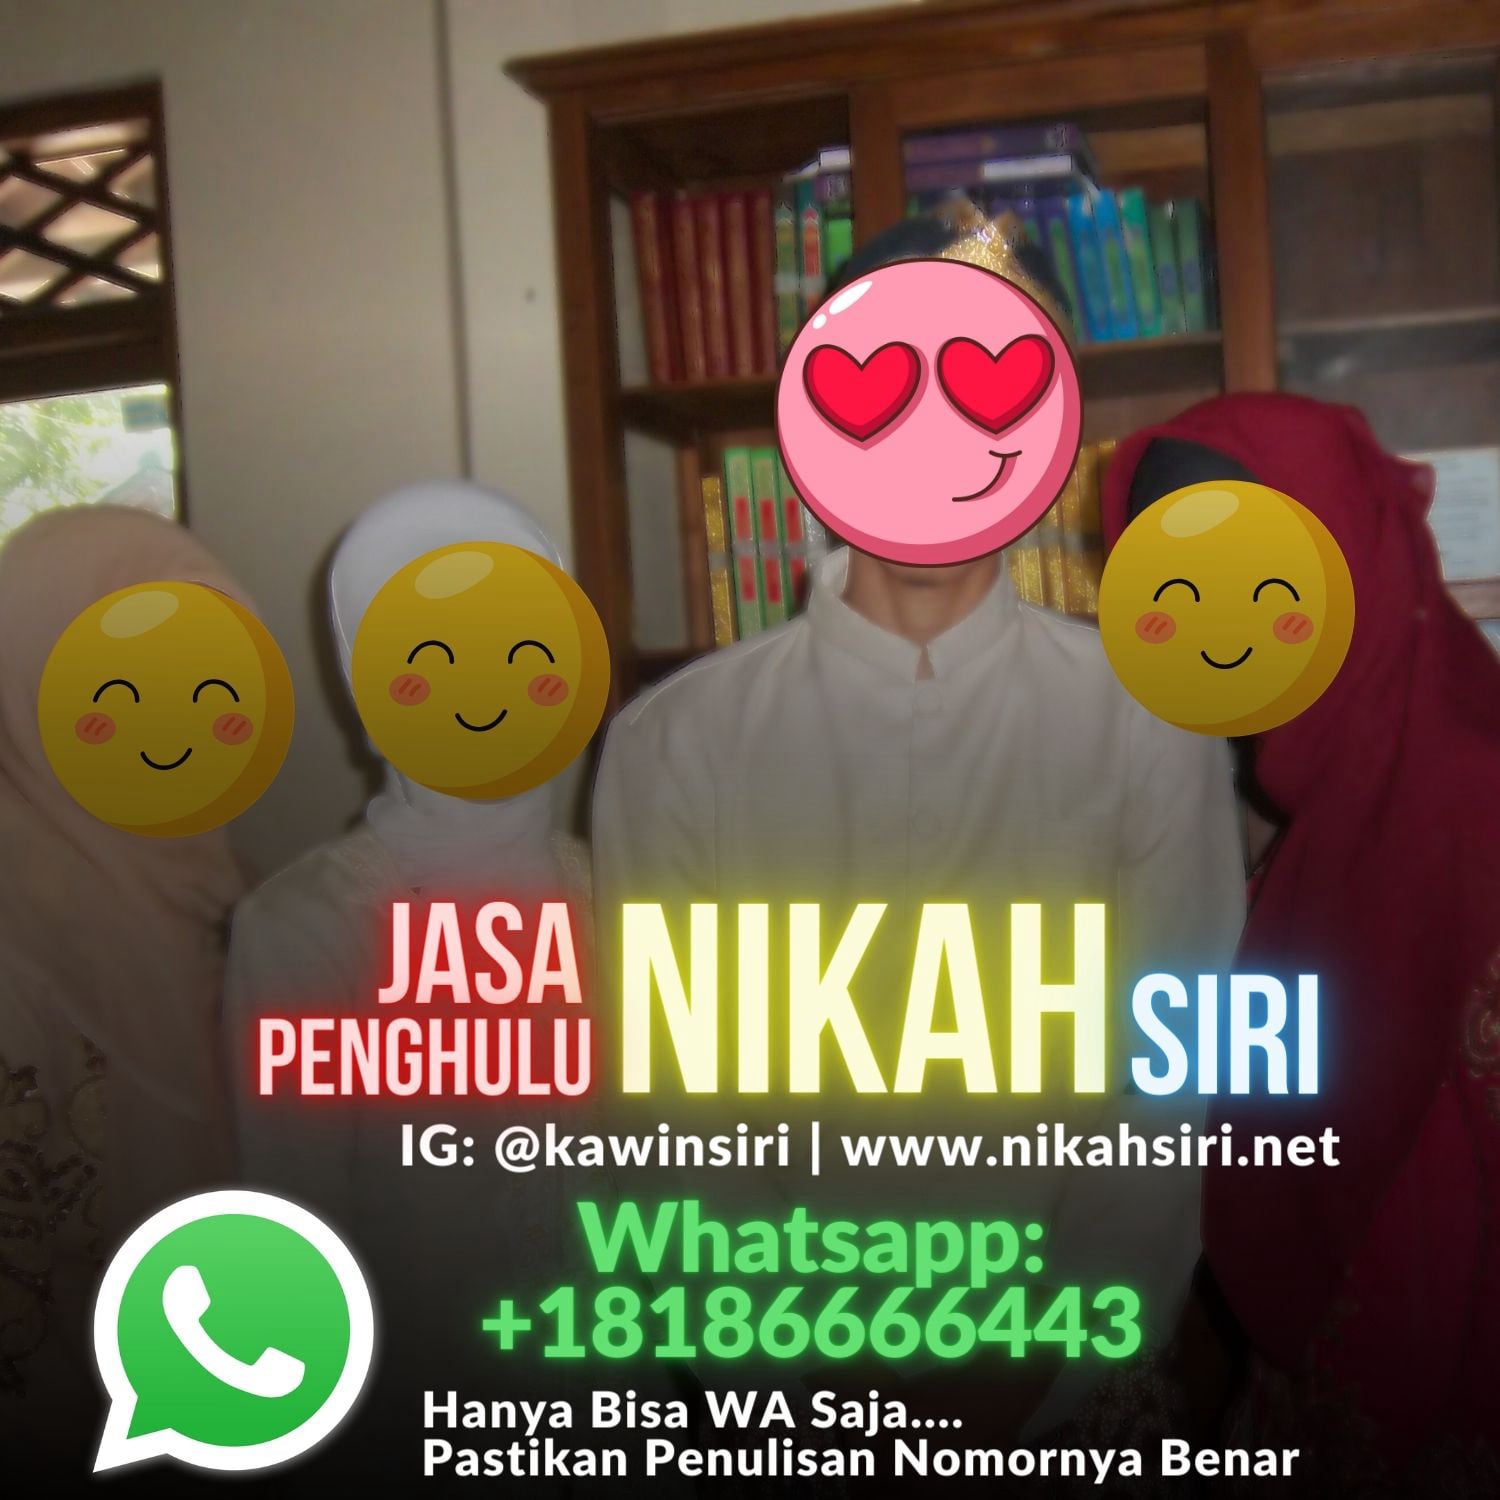 JASA
PENGHULU NIKAH SIRI
IG: @kawinsiri | www.nikahsiri.net
Whatsapp:
+18186666443
Hanya Bisa WA Saja....
Pastikan Penulisan Nomornya Benar